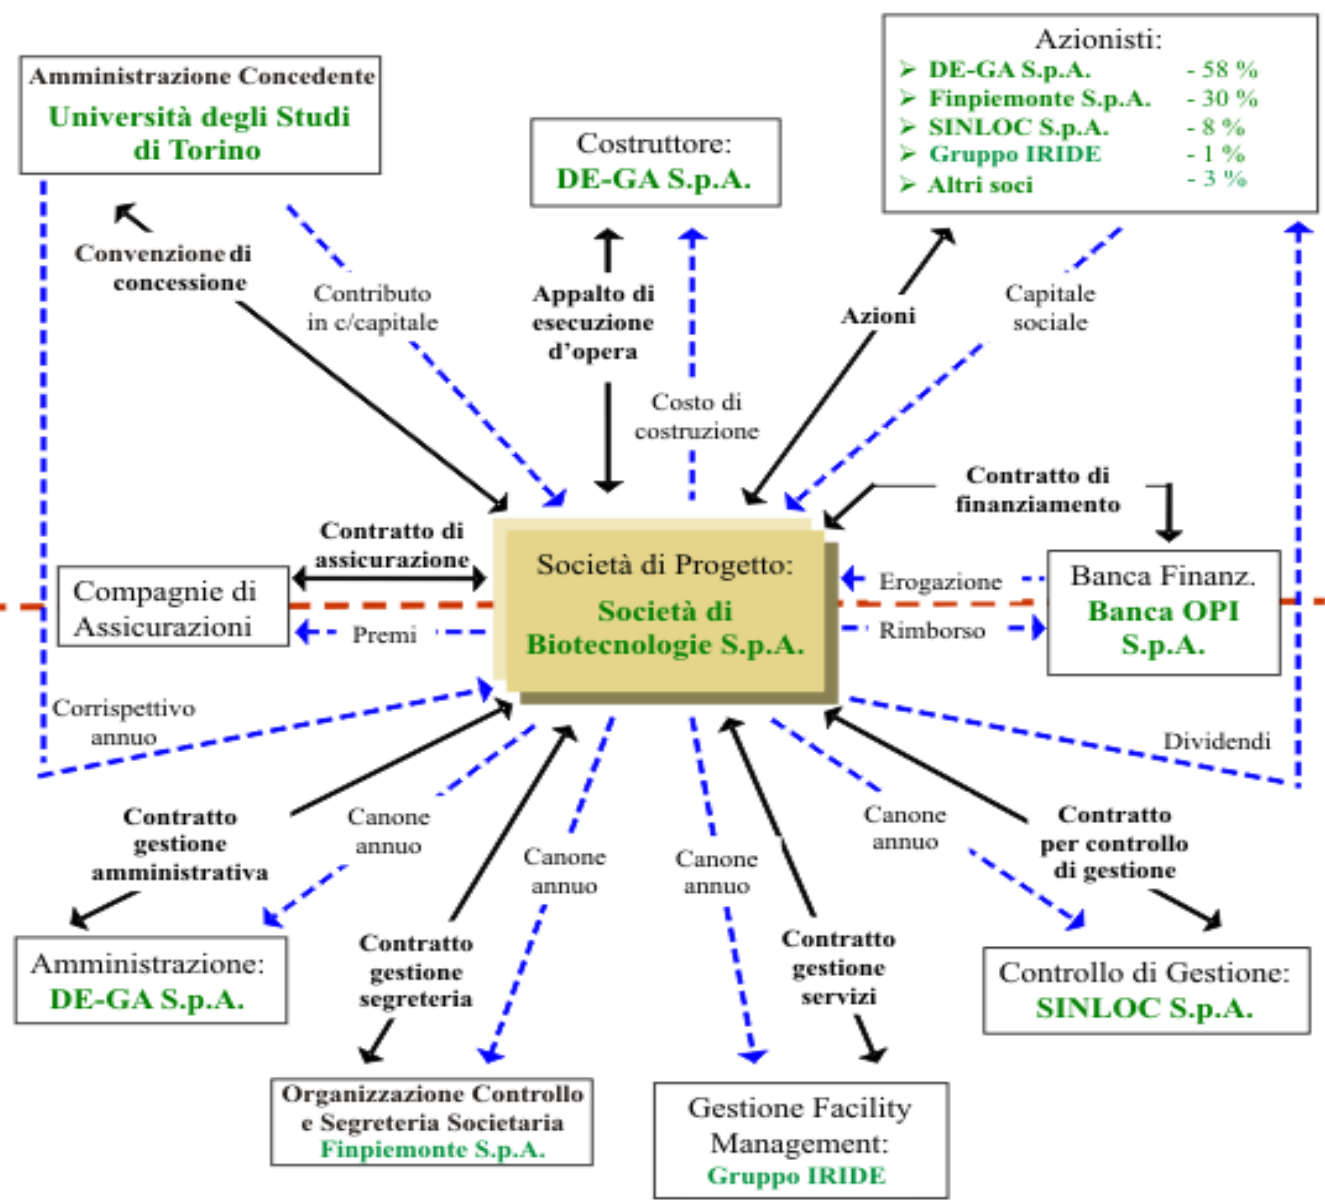 Amministrazione Concedente
Università degli Studi
di Torino
Costruttore:
DE-GA S.p.A.
Azionisti:
➢ DE-GA S.p.A. - 58 %
➢ Finpiemonte S.p.A. - 30 %
➢ SINLOC S.p.A. - 8 %
➢ Gruppo IRIDE - 1 %
➢ Altri soci - 3 %
Convenzione di
concessione
Contributo
in c/capitale
Appalto di
esecuzione
d’opera
Costo di
costruzione
Azioni
Capitale
sociale
Contratto di
finanziamento
Contratto di
assicurazione
Compagnie di
Assicurazioni
Premi
Società di Progetto:
Società di
Biotecnologie S.p.A.
Erogazione
Rimborso
Banca Finanz.
Banca OPI
S.p.A.
Corrispettivo
annuo
Dividendi
Contratto
gestione
amministrativa
Canone
annuo
Canone
annuo
Canone
annuo
Canone
annuo
Contratto
per controllo
di gestione
Contratto
gestione
segreteria
Contratto
gestione
servizi
Amministrazione:
DE-GA S.p.A.
Controllo di Gestione:
SINLOC S.p.A.
Organizzazione Controllo
e Segreteria Societaria
Finpiemonte S.p.A.
Gestione Facility
Management:
Gruppo IRIDE